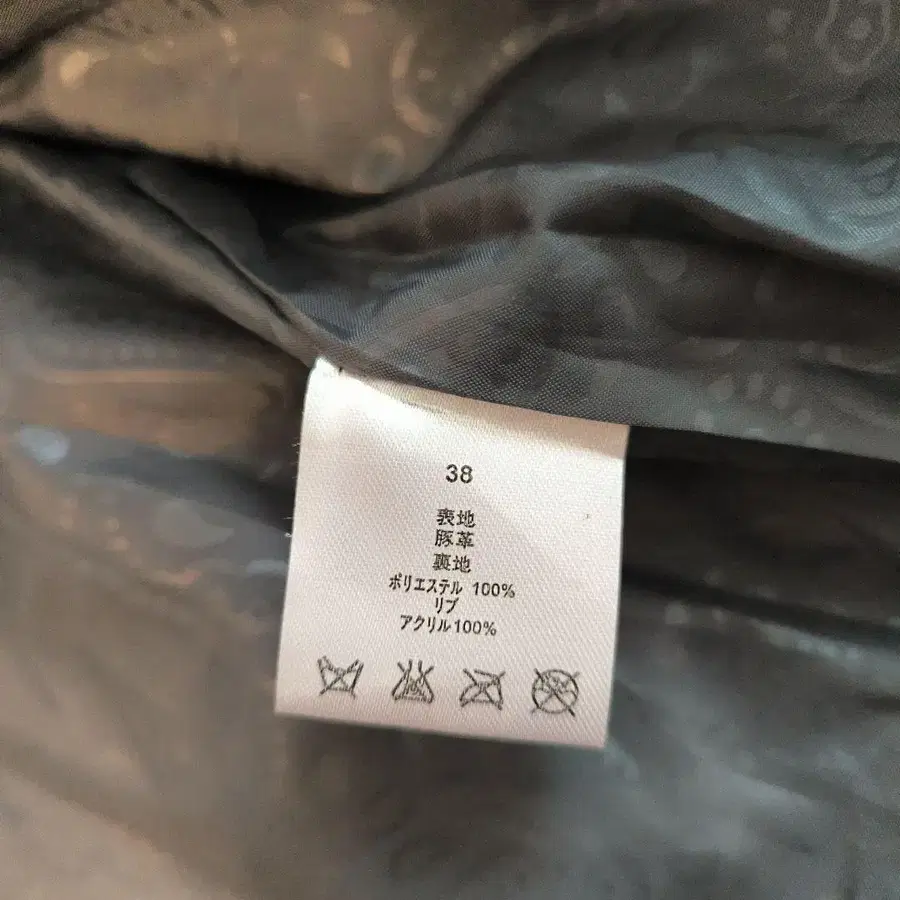 38
表地
豚革
裏地
ポリエステル 100%
リブ
アクリル100%